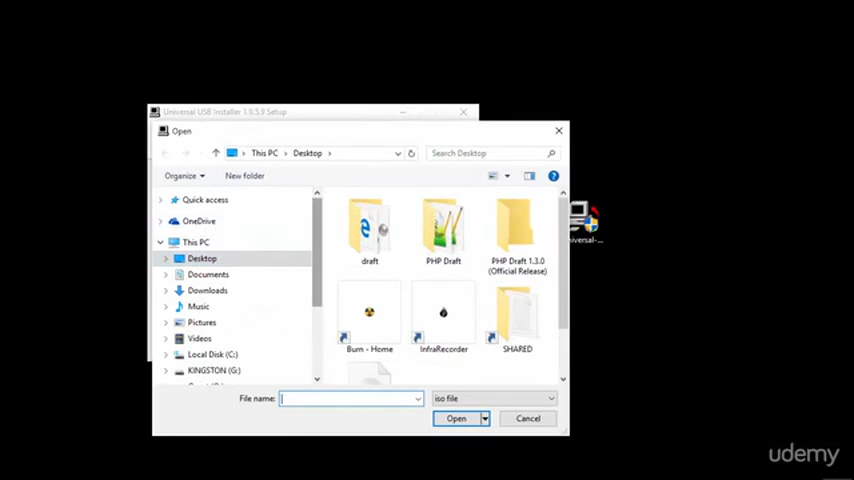 Universal USB Installer 1.9.5.9 Setup
Open
This PC > Desktop >
Search Desktop
Organize
New folder
Quick access
OneDrive
This PC
Desktop
Documents
Downloads
Music
Pictures
Videos
Local Disk (C:)
KINGSTON (G:)
draft
PHP Draft
PHP Draft 1.3.0
(Official Release)
Burn - Home
InfraRecorder
SHARED
File name:
iso file
Open
Cancel
udemy